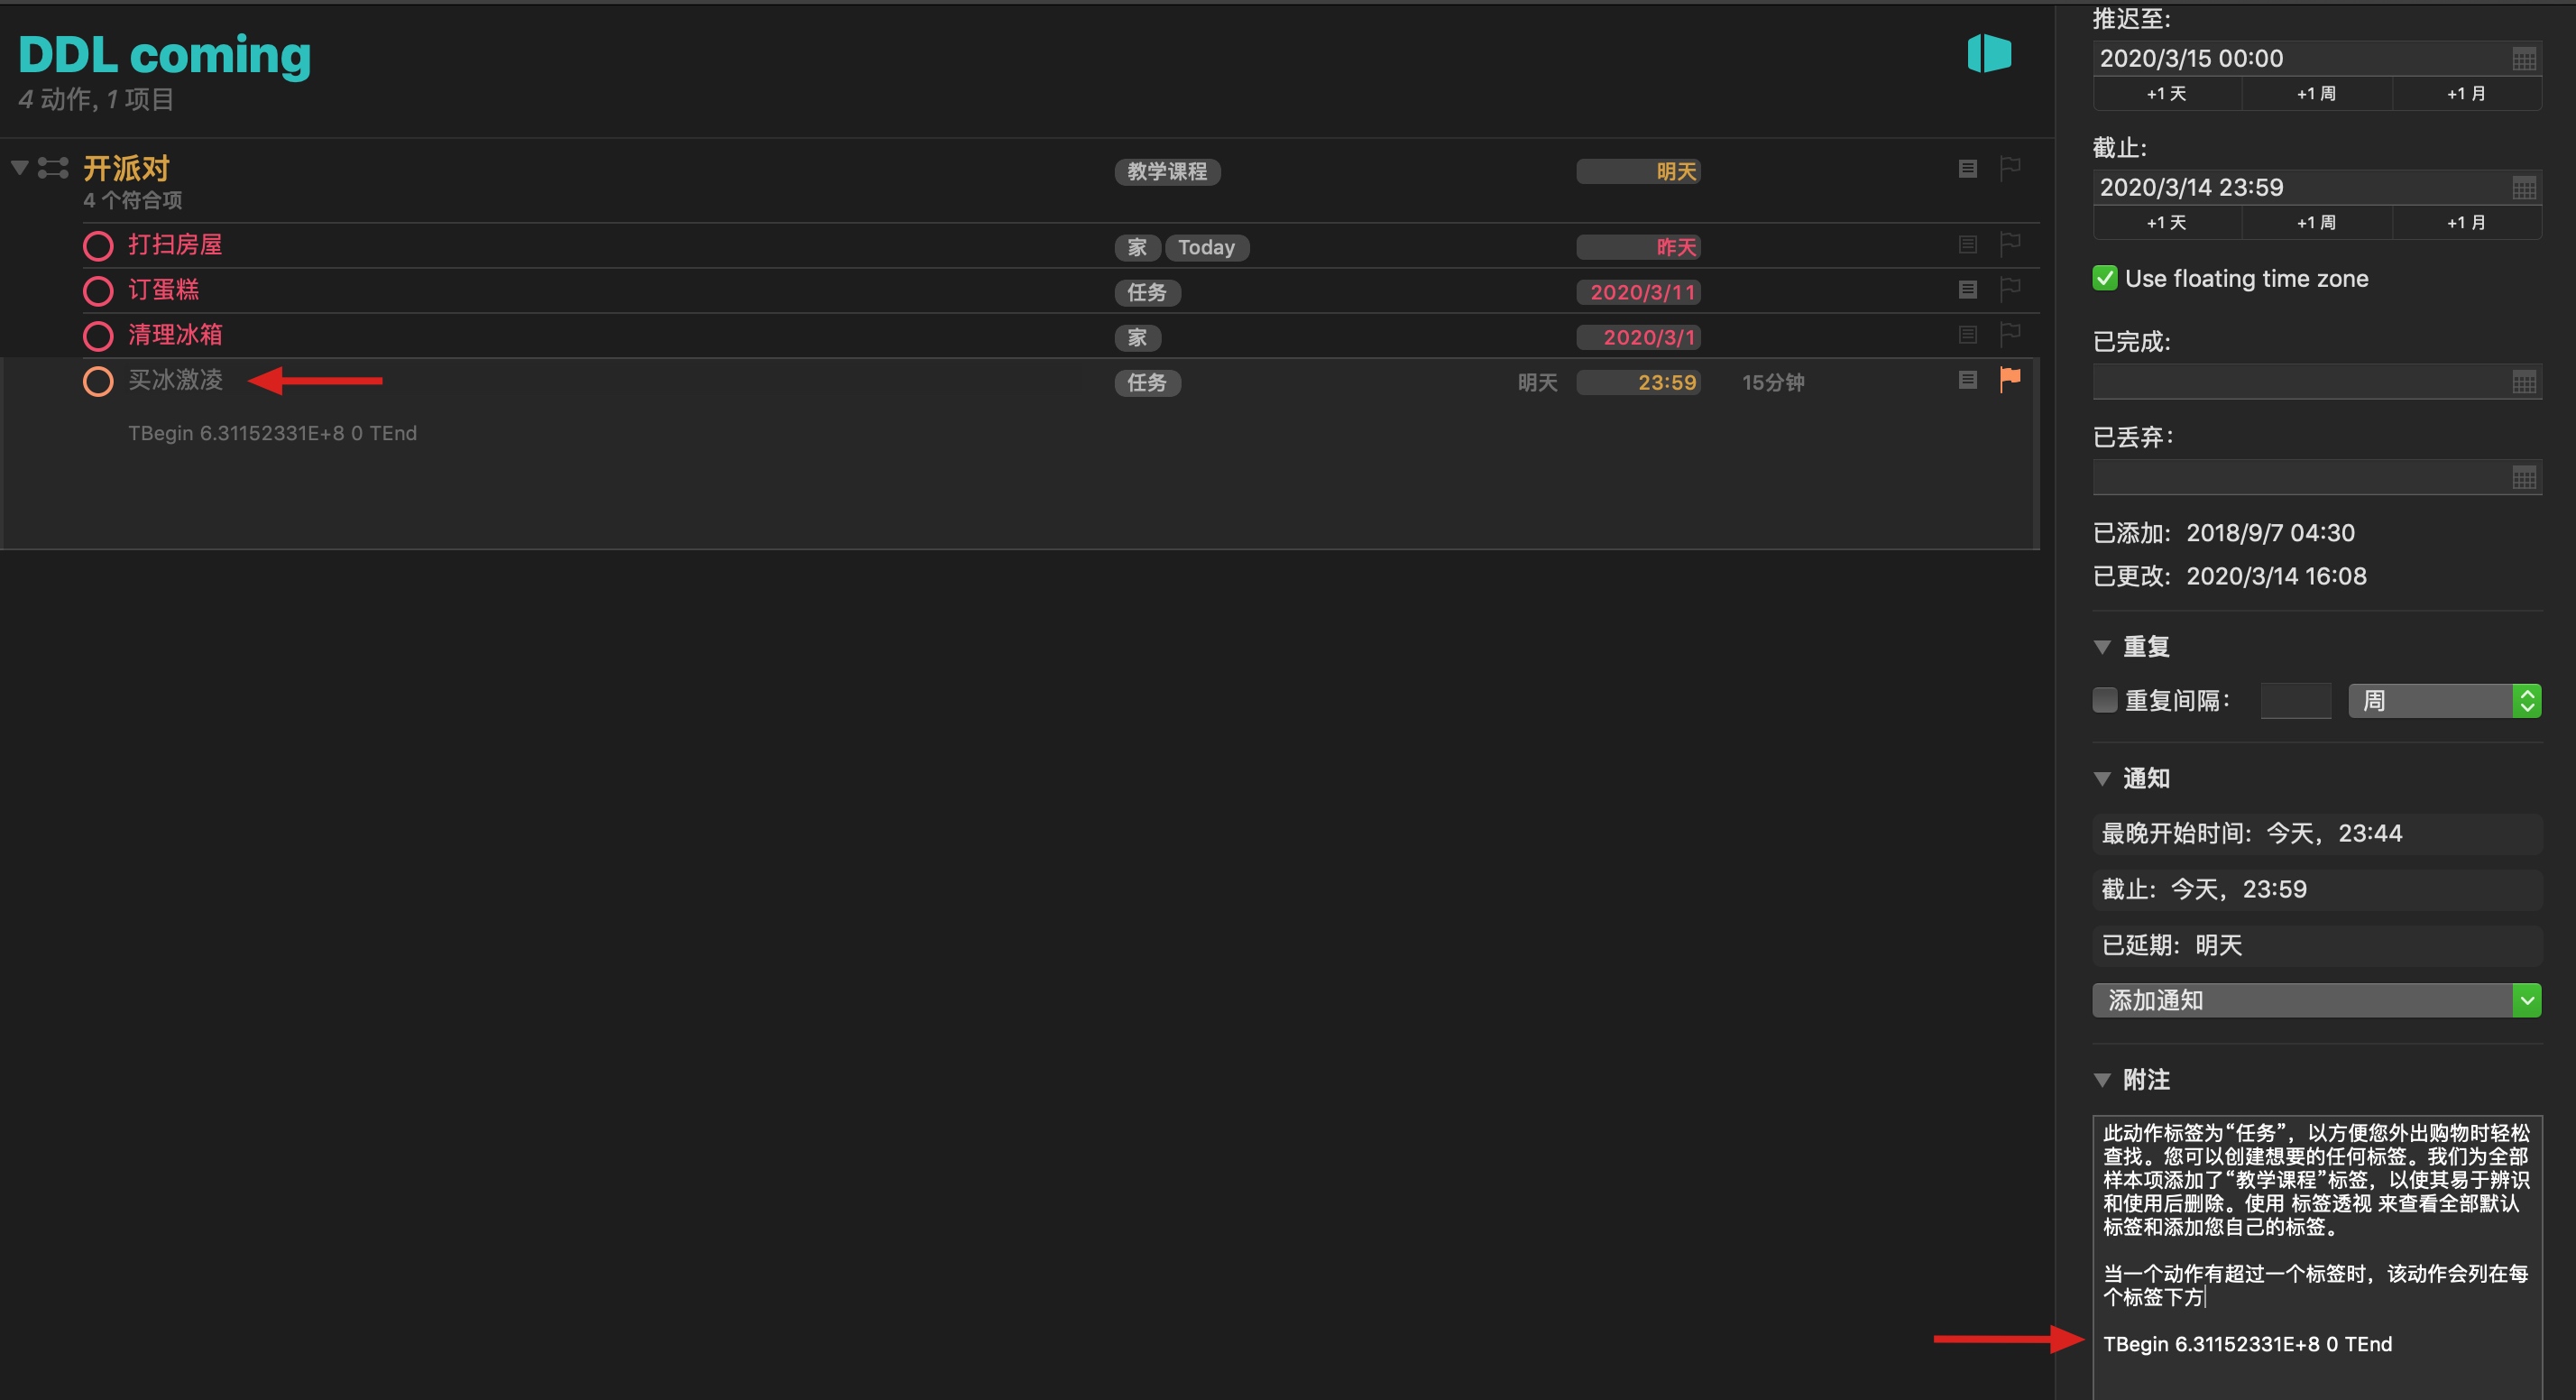 DDL coming
4 动作, 1 项目
开派对 教学课程 明天
4 个符合项
打扫房屋 家 Today 昨天
订蛋糕 任务 2020/3/11
清理冰箱 家 2020/3/1
买冰激凌 任务 明天 23:59 15分钟
TBegin 6.31152331E+8 0 TEnd
推迟至:
2020/3/15 00:00
+1 天 +1 周 +1 月
截止:
2020/3/14 23:59
+1 天 +1 周 +1 月
Use floating time zone
已完成:
已丢弃:
已添加: 2018/9/7 04:30
已更改: 2020/3/14 16:08
重复
重复间隔: 周
通知
最晚开始时间: 今天, 23:44
截止: 今天, 23:59
已延期: 明天
添加通知
附注
此动作标签为“任务”，以方便您外出购物时轻松
查找。您可以创建想要的任何标签。我们为全部
样本项添加了“教学课程”标签，以使其易于辨识
和使用后删除。使用 标签透视 来查看全部默认
标签和添加您自己的标签。
当一个动作有超过一个标签时，该动作会列在每
个标签下方
TBegin 6.31152331E+8 0 TEnd